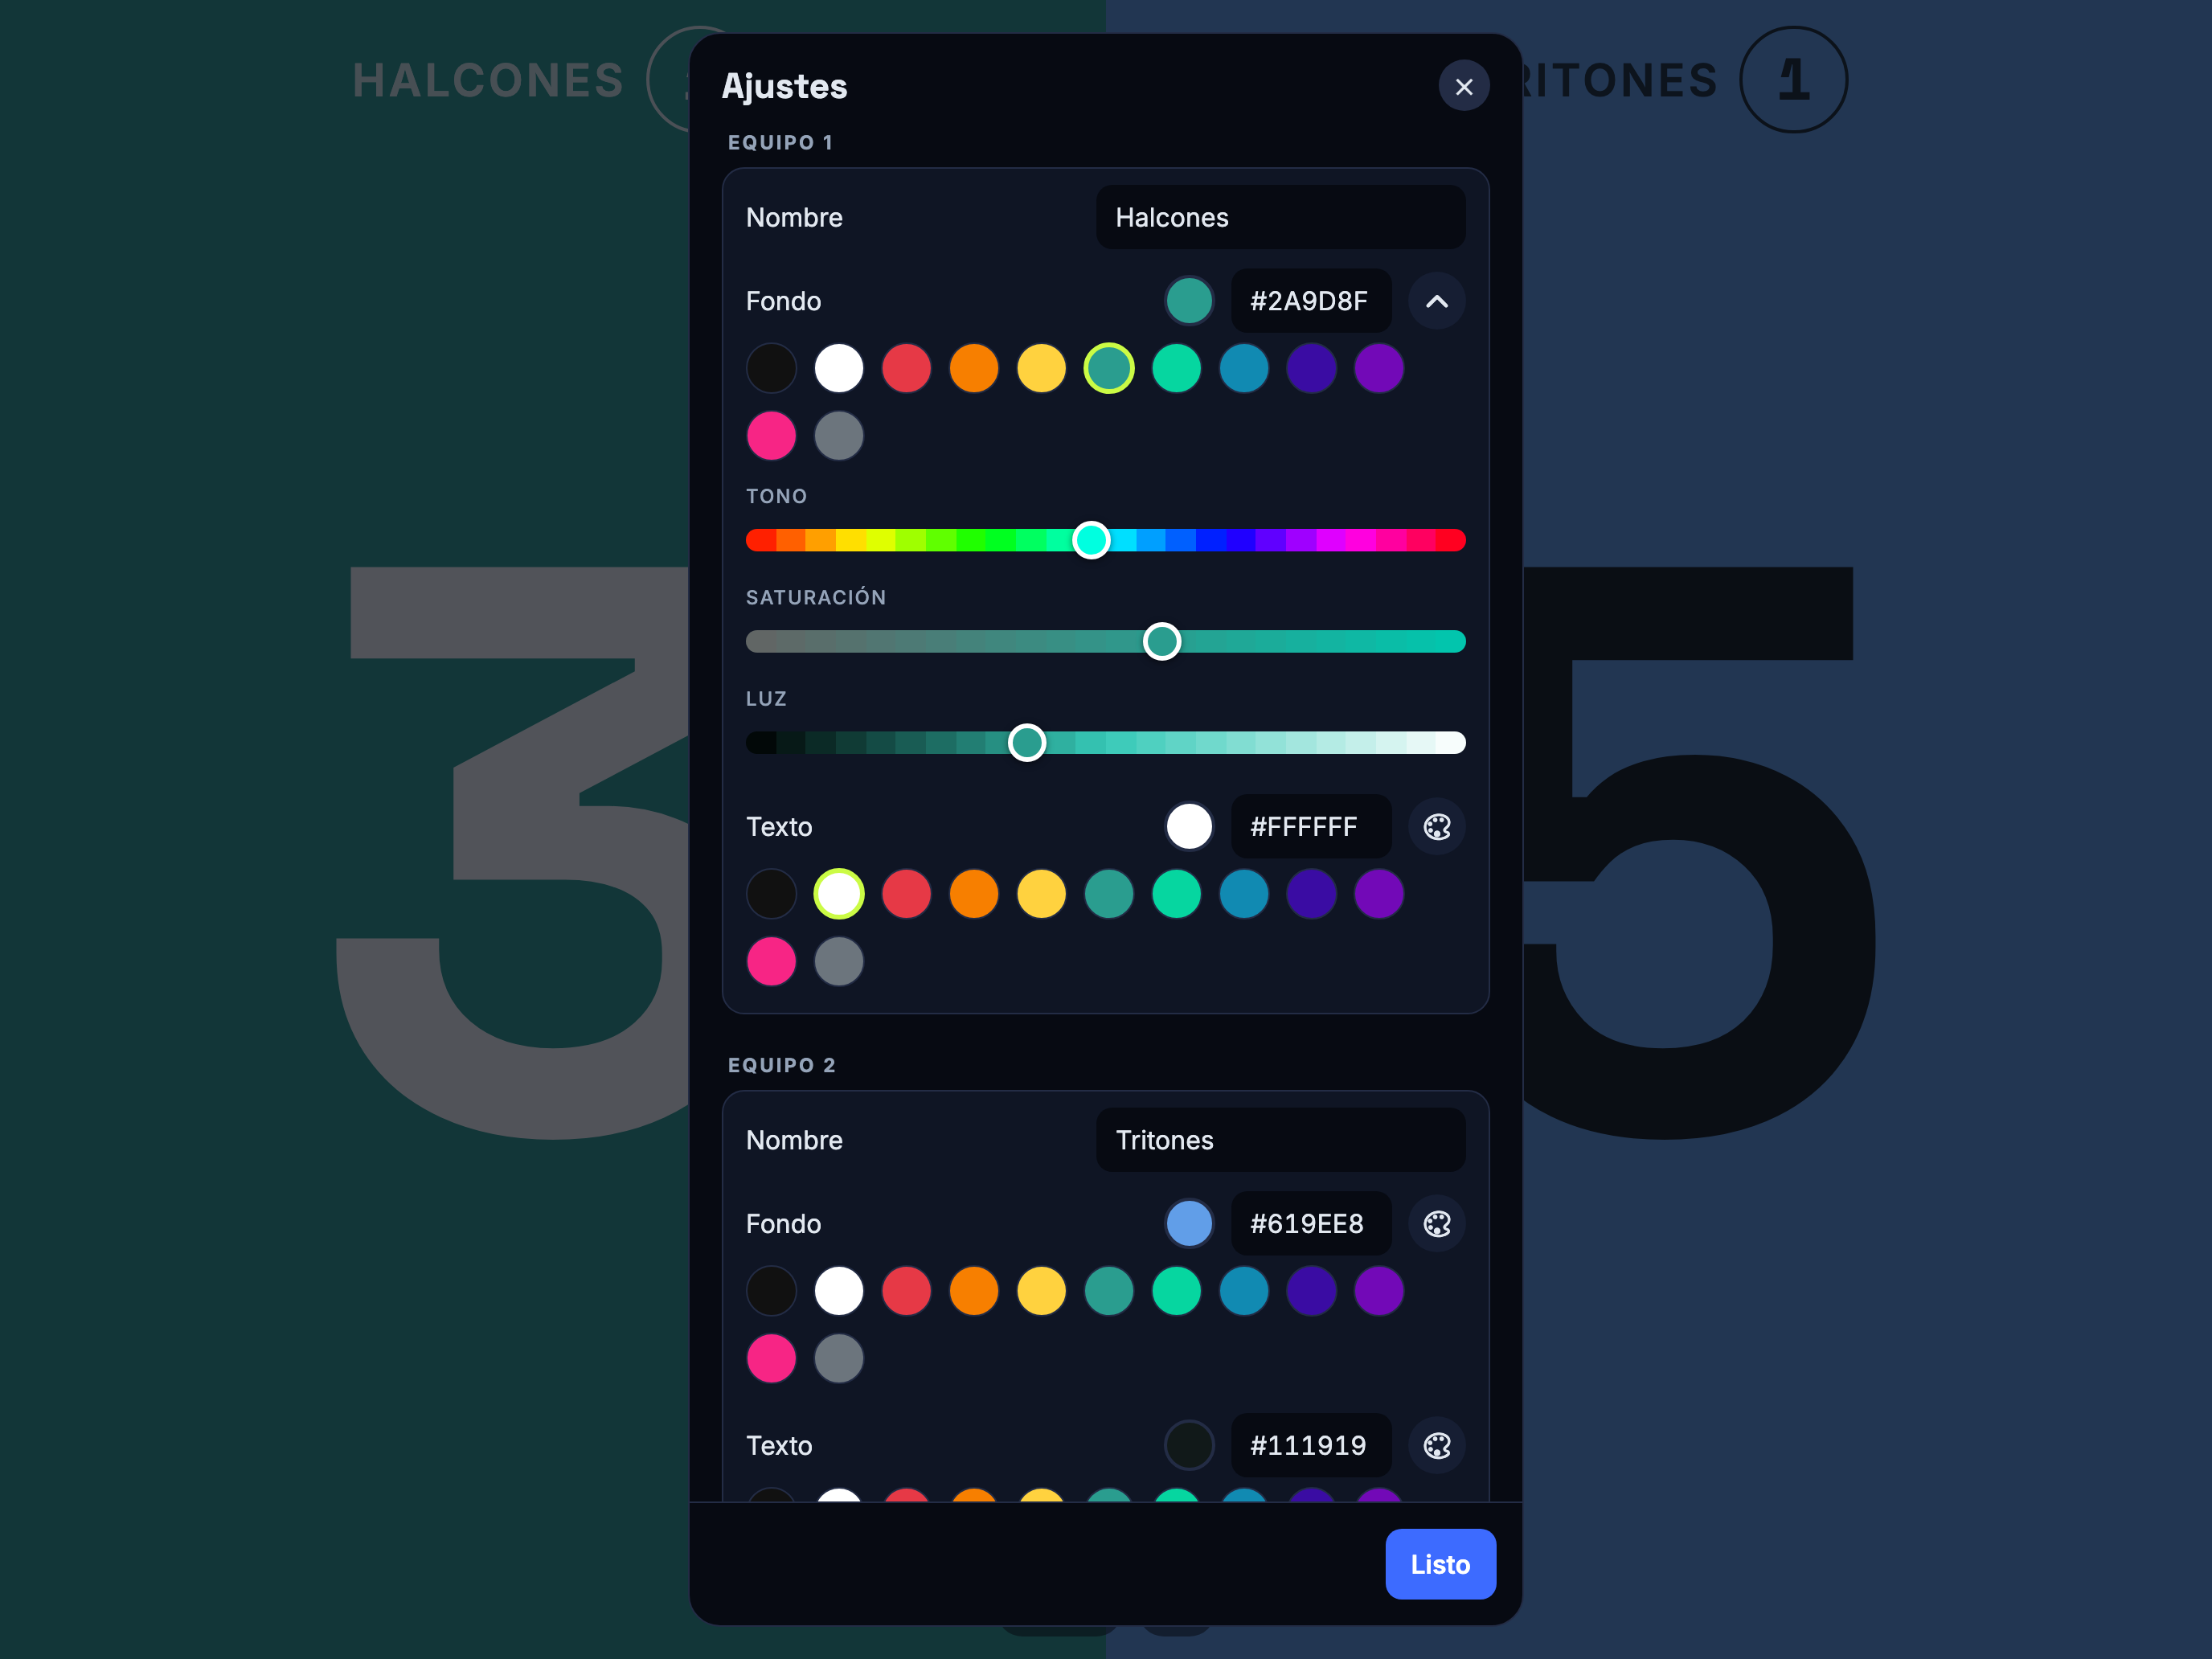 HALCONES
RITONES 1
Ajustes
EQUIPO 1
Nombre Halcones
Fondo #2A9D8F
TONO
SATURACIÓN
LUZ
3
5
Texto #FFFFFF
EQUIPO 2
Nombre Tritones
Fondo #619EE8
Texto #111919
Listo